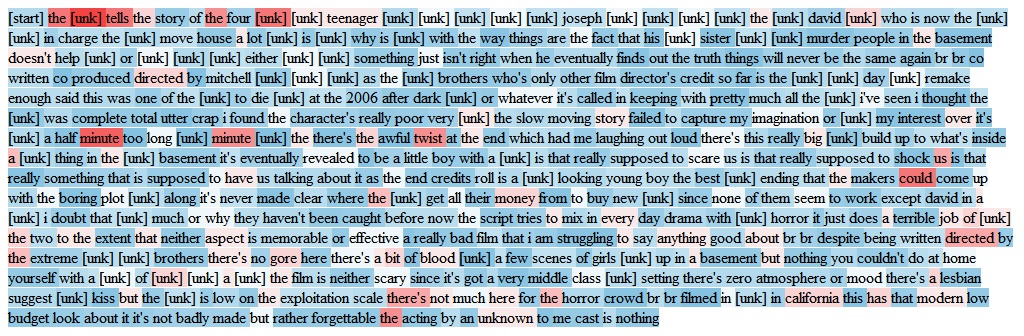 [start] the [unk] tells the story of the four [unk] [unk] teenager [unk] [unk] [unk] [unk] [unk] joseph [unk] [unk] [unk] [unk] the [unk] david [unk] who is now the [unk]
[unk] in charge the [unk] move house a lot [unk] is [unk] why is [unk] with the way things are the fact that his [unk] sister [unk] [unk] murder people in the basement
doesn't help [unk] or [unk] [unk] [unk] either [unk] [unk] something just isn't right when he eventually finds out the truth things will never be the same again br br co
written co produced directed by mitchell [unk] [unk] [unk] as the [unk] brothers who's only other film director's credit so far is the [unk] [unk] day [unk] remake
enough said this was one of the [unk] to die [unk] at the 2006 after dark [unk] or whatever it's called in keeping with pretty much all the [unk] i've seen i thought the
[unk] was complete total utter crap i found the character's really poor very [unk] the slow moving story failed to capture my imagination or [unk] my interest over it's
[unk] a half minute too long [unk] minute [unk] the there's the awful twist at the end which had me laughing out loud there's this really big [unk] build up to what's inside
a [unk] thing in the [unk] basement it's eventually revealed to be a little boy with a [unk] is that really supposed to scare us is that really supposed to shock us is that
really something that is supposed to have us talking about it as the end credits roll is a [unk] looking young boy the best [unk] ending that the makers could come up
with the boring plot [unk] along it's never made clear where the [unk] get all their money from to buy new [unk] since none of them seem to work except david in a
[unk] i doubt that [unk] much or why they haven't been caught before now the script tries to mix in every day drama with [unk] horror it just does a terrible job of [unk]
the two to the extent that neither aspect is memorable or effective a really bad film that i am struggling to say anything good about br br despite being written directed by
the extreme [unk] [unk] brothers there's no gore here there's a bit of blood [unk] a few scenes of girls [unk] up in a basement but nothing you couldn't do at home
yourself with a [unk] of [unk] [unk] a [unk] the film is neither scary since it's got a very middle class [unk] setting there's zero atmosphere or mood there's a lesbian
suggest [unk] kiss but the [unk] is low on the exploitation scale there's not much here for the horror crowd br br filmed in [unk] in california this has that modern low
budget look about it it's not badly made but rather forgettable the acting by an unknown to me cast is nothing